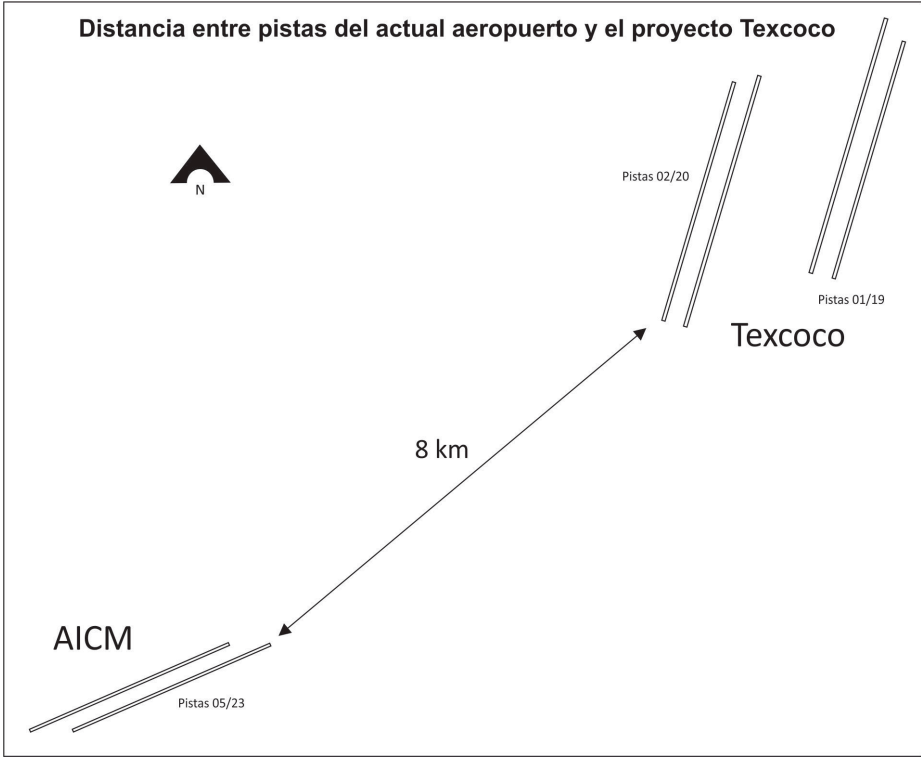 Distancia entre pistas del actual aeropuerto y el proyecto Texcoco
N
Pistas 02/20
Pistas 01/19
Texcoco
8 km
AICM
Pistas 05/23